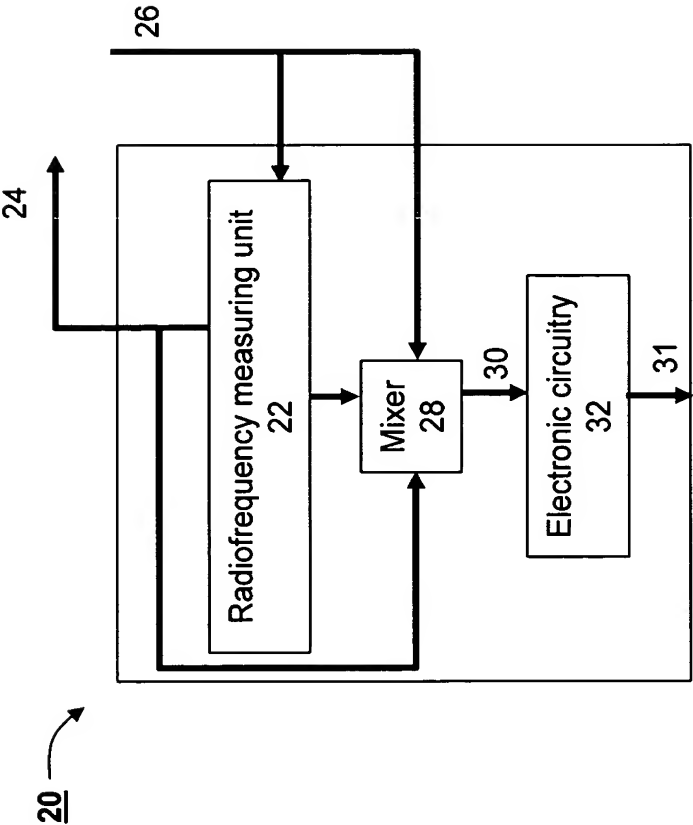 20
24
26
Radiofrequency measuring unit
22
Mixer
28
30
Electronic circuitry
32
31